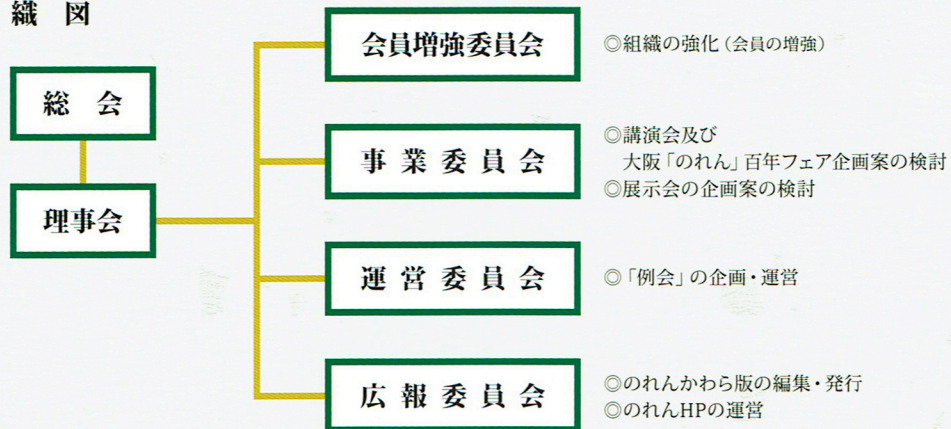 織 図
総 会
理事会
会員増強委員会
◎組織の強化（会員の増強）
事 業 委 員 会
◎講演会及び
大阪「のれん」百年フェア企画案の検討
◎展示会の企画案の検討
運 営 委 員 会
◎「例会」の企画・運営
広 報 委 員 会
◎のれんかわら版の編集・発行
◎のれんHPの運営